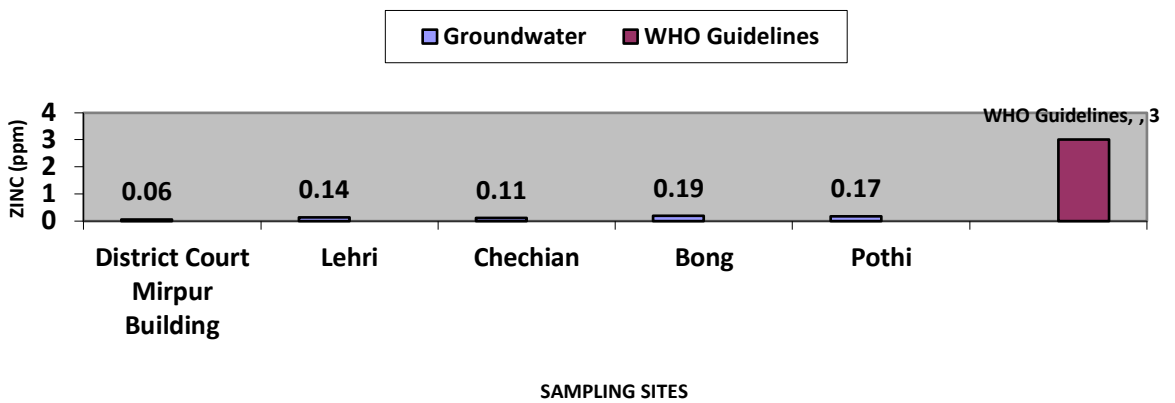 Groundwater WHO Guidelines
ZINC (ppm)
4
3
2
1
0
WHO Guidelines, , 3
0.06 0.14 0.11 0.19 0.17
District Court Lehri Chechian Bong Pothi
Mirpur
Building
SAMPLING SITES